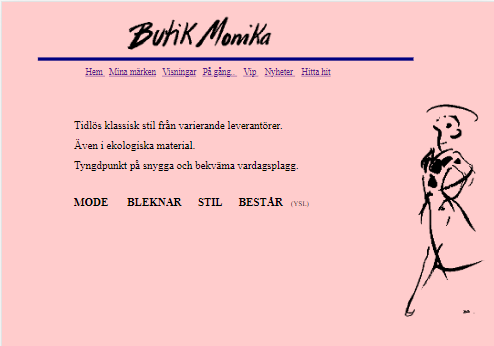 Butik Monika
Hem Mina märken Visningar På gång.. Vip Nyheter Hitta hit
Tidlös klassisk stil från varierande leverantörer.
Även i ekologiska material.
Tyngdpunkt på snygga och bekväma vardagsplagg.
MODE BLEKNAR STIL BESTÅR (YSL)